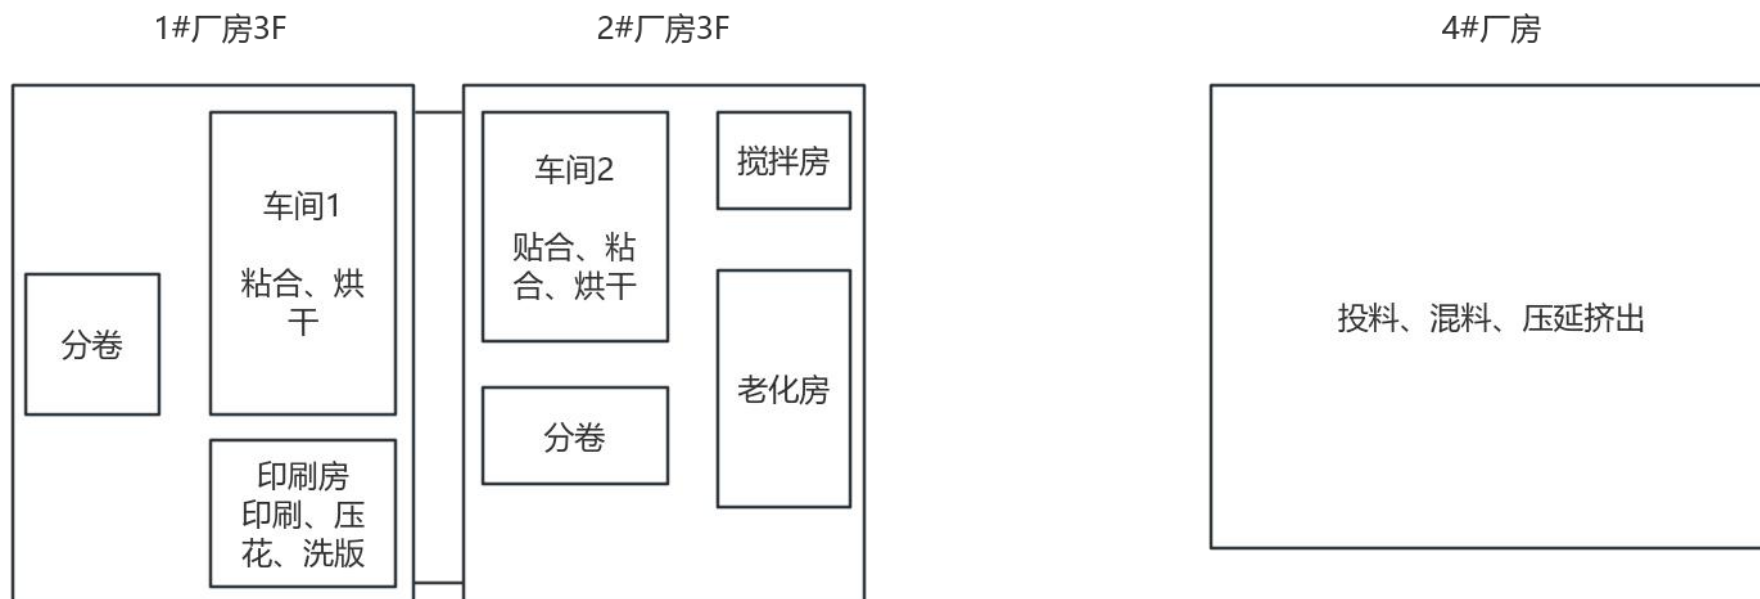 1#厂房3F
2#厂房3F
4#厂房
车间1
粘合、烘
干
分卷
印刷房
印刷、压
花、洗版
车间2
贴合、粘
合、烘干
分卷
搅拌房
老化房
投料、混料、压延挤出